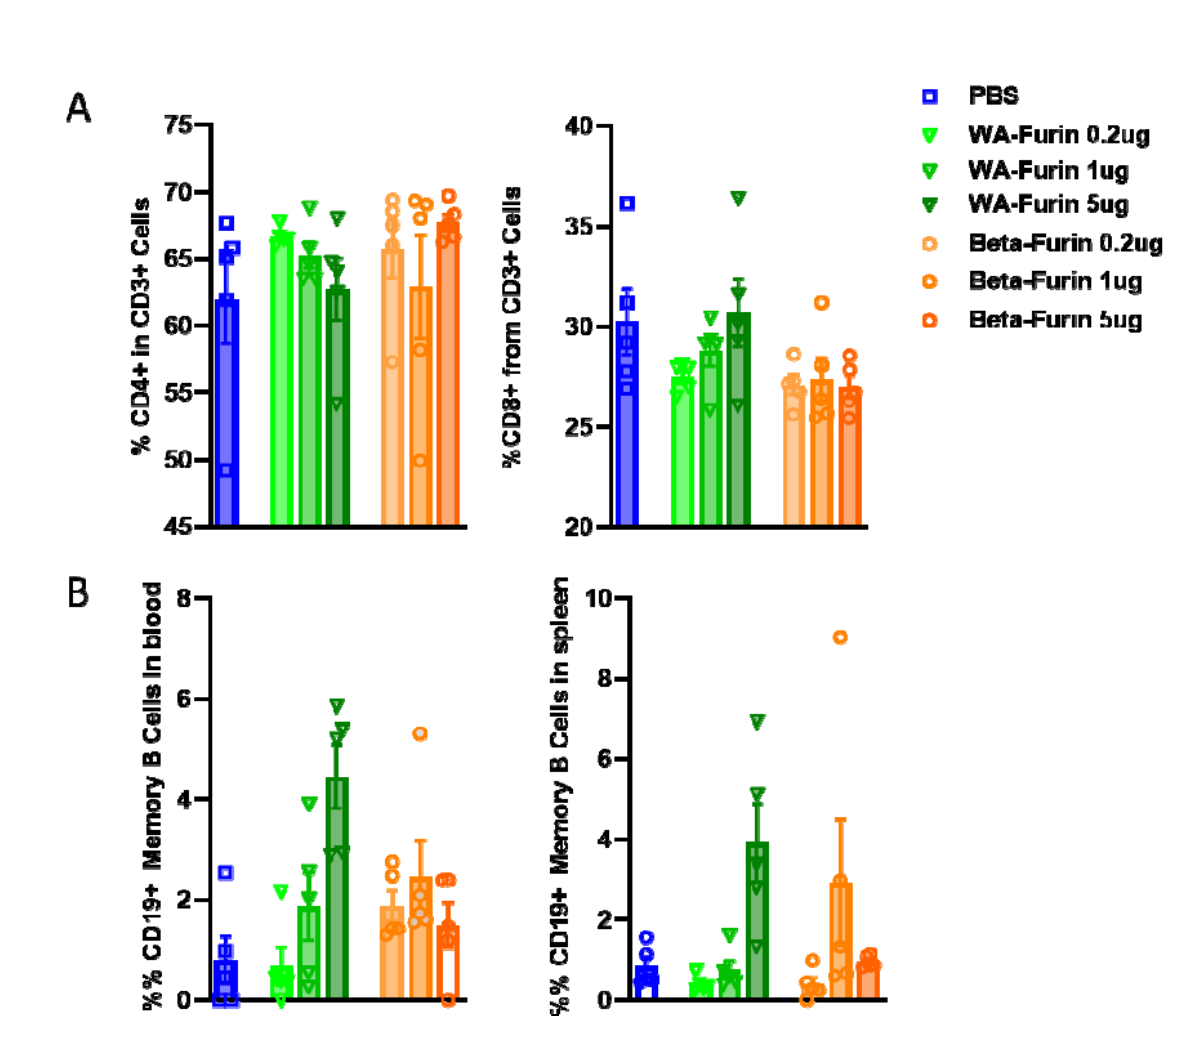 A
% CD4+ in CD3+ Cells
75
70
65
60
55
50
45
%CD8+ from CD3+ Cells
40
35
30
25
20
PBS
WA-Furin 0.2ug
WA-Furin 1ug
WA-Furin 5ug
Beta-Furin 0.2ug
Beta-Furin 1ug
Beta-Furin 5ug
B
%% CD19+ Memory B Cells in blood
8
6
4
2
0
%% CD19+ Memory B Cells in spleen
10
8
6
4
2
0